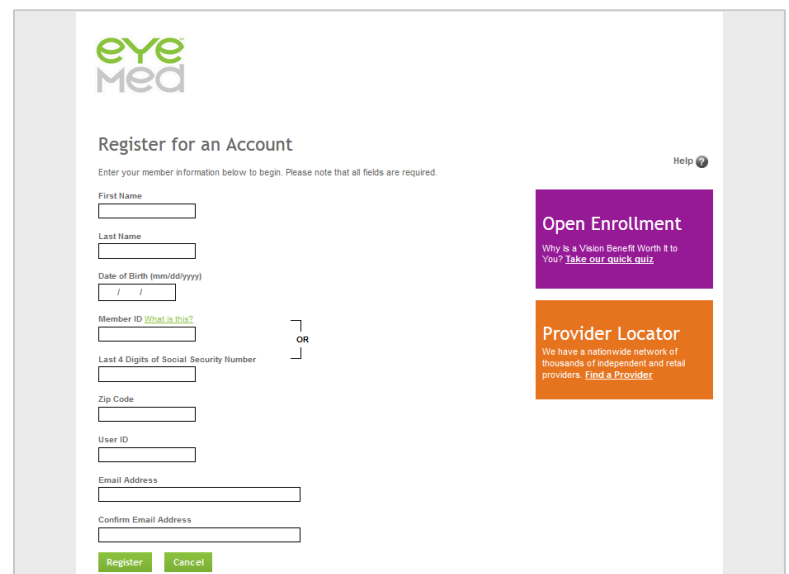 eye
Med
Register for an Account
Help ?
Enter your member information below to begin. Please note that all fields are required.
First Name
Last Name
Date of Birth (mm/dd/yyyy)
/ /
Member ID What is this?
OR
Last 4 Digits of Social Security Number
Zip Code
User ID
Email Address
Confirm Email Address
Register Cancel
Open Enrollment
Why Is a Vision Benefit Worth It to
You? Take our quick quiz
Provider Locator
We have a nationwide network of
thousands of independent and retail
providers. Find a Provider